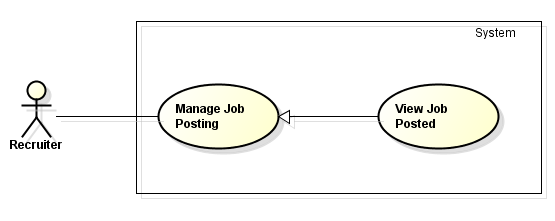 System
Manage Job
Posting
View Job
Posted
Recruiter